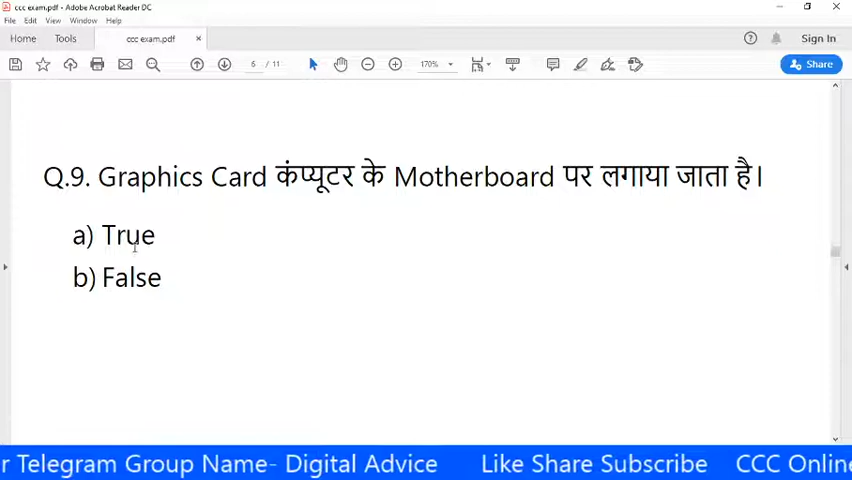 ccc exam.pdf - Adobe Acrobat Reader DC
File Edit View Window Help
Home Tools ccc exam.pdf × Sign In
6 / 11 170% Share
Q.9. Graphics Card कंप्यूटर के Motherboard पर लगाया जाता है।
a) True
b) False
r Telegram Group Name- Digital Advice Like Share Subscribe CCC Online